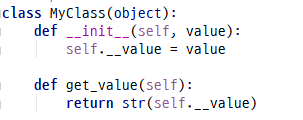 class MyClass(object):
    def __init__(self, value):
        self.__value = value

    def get_value(self):
        return str(self.__value)